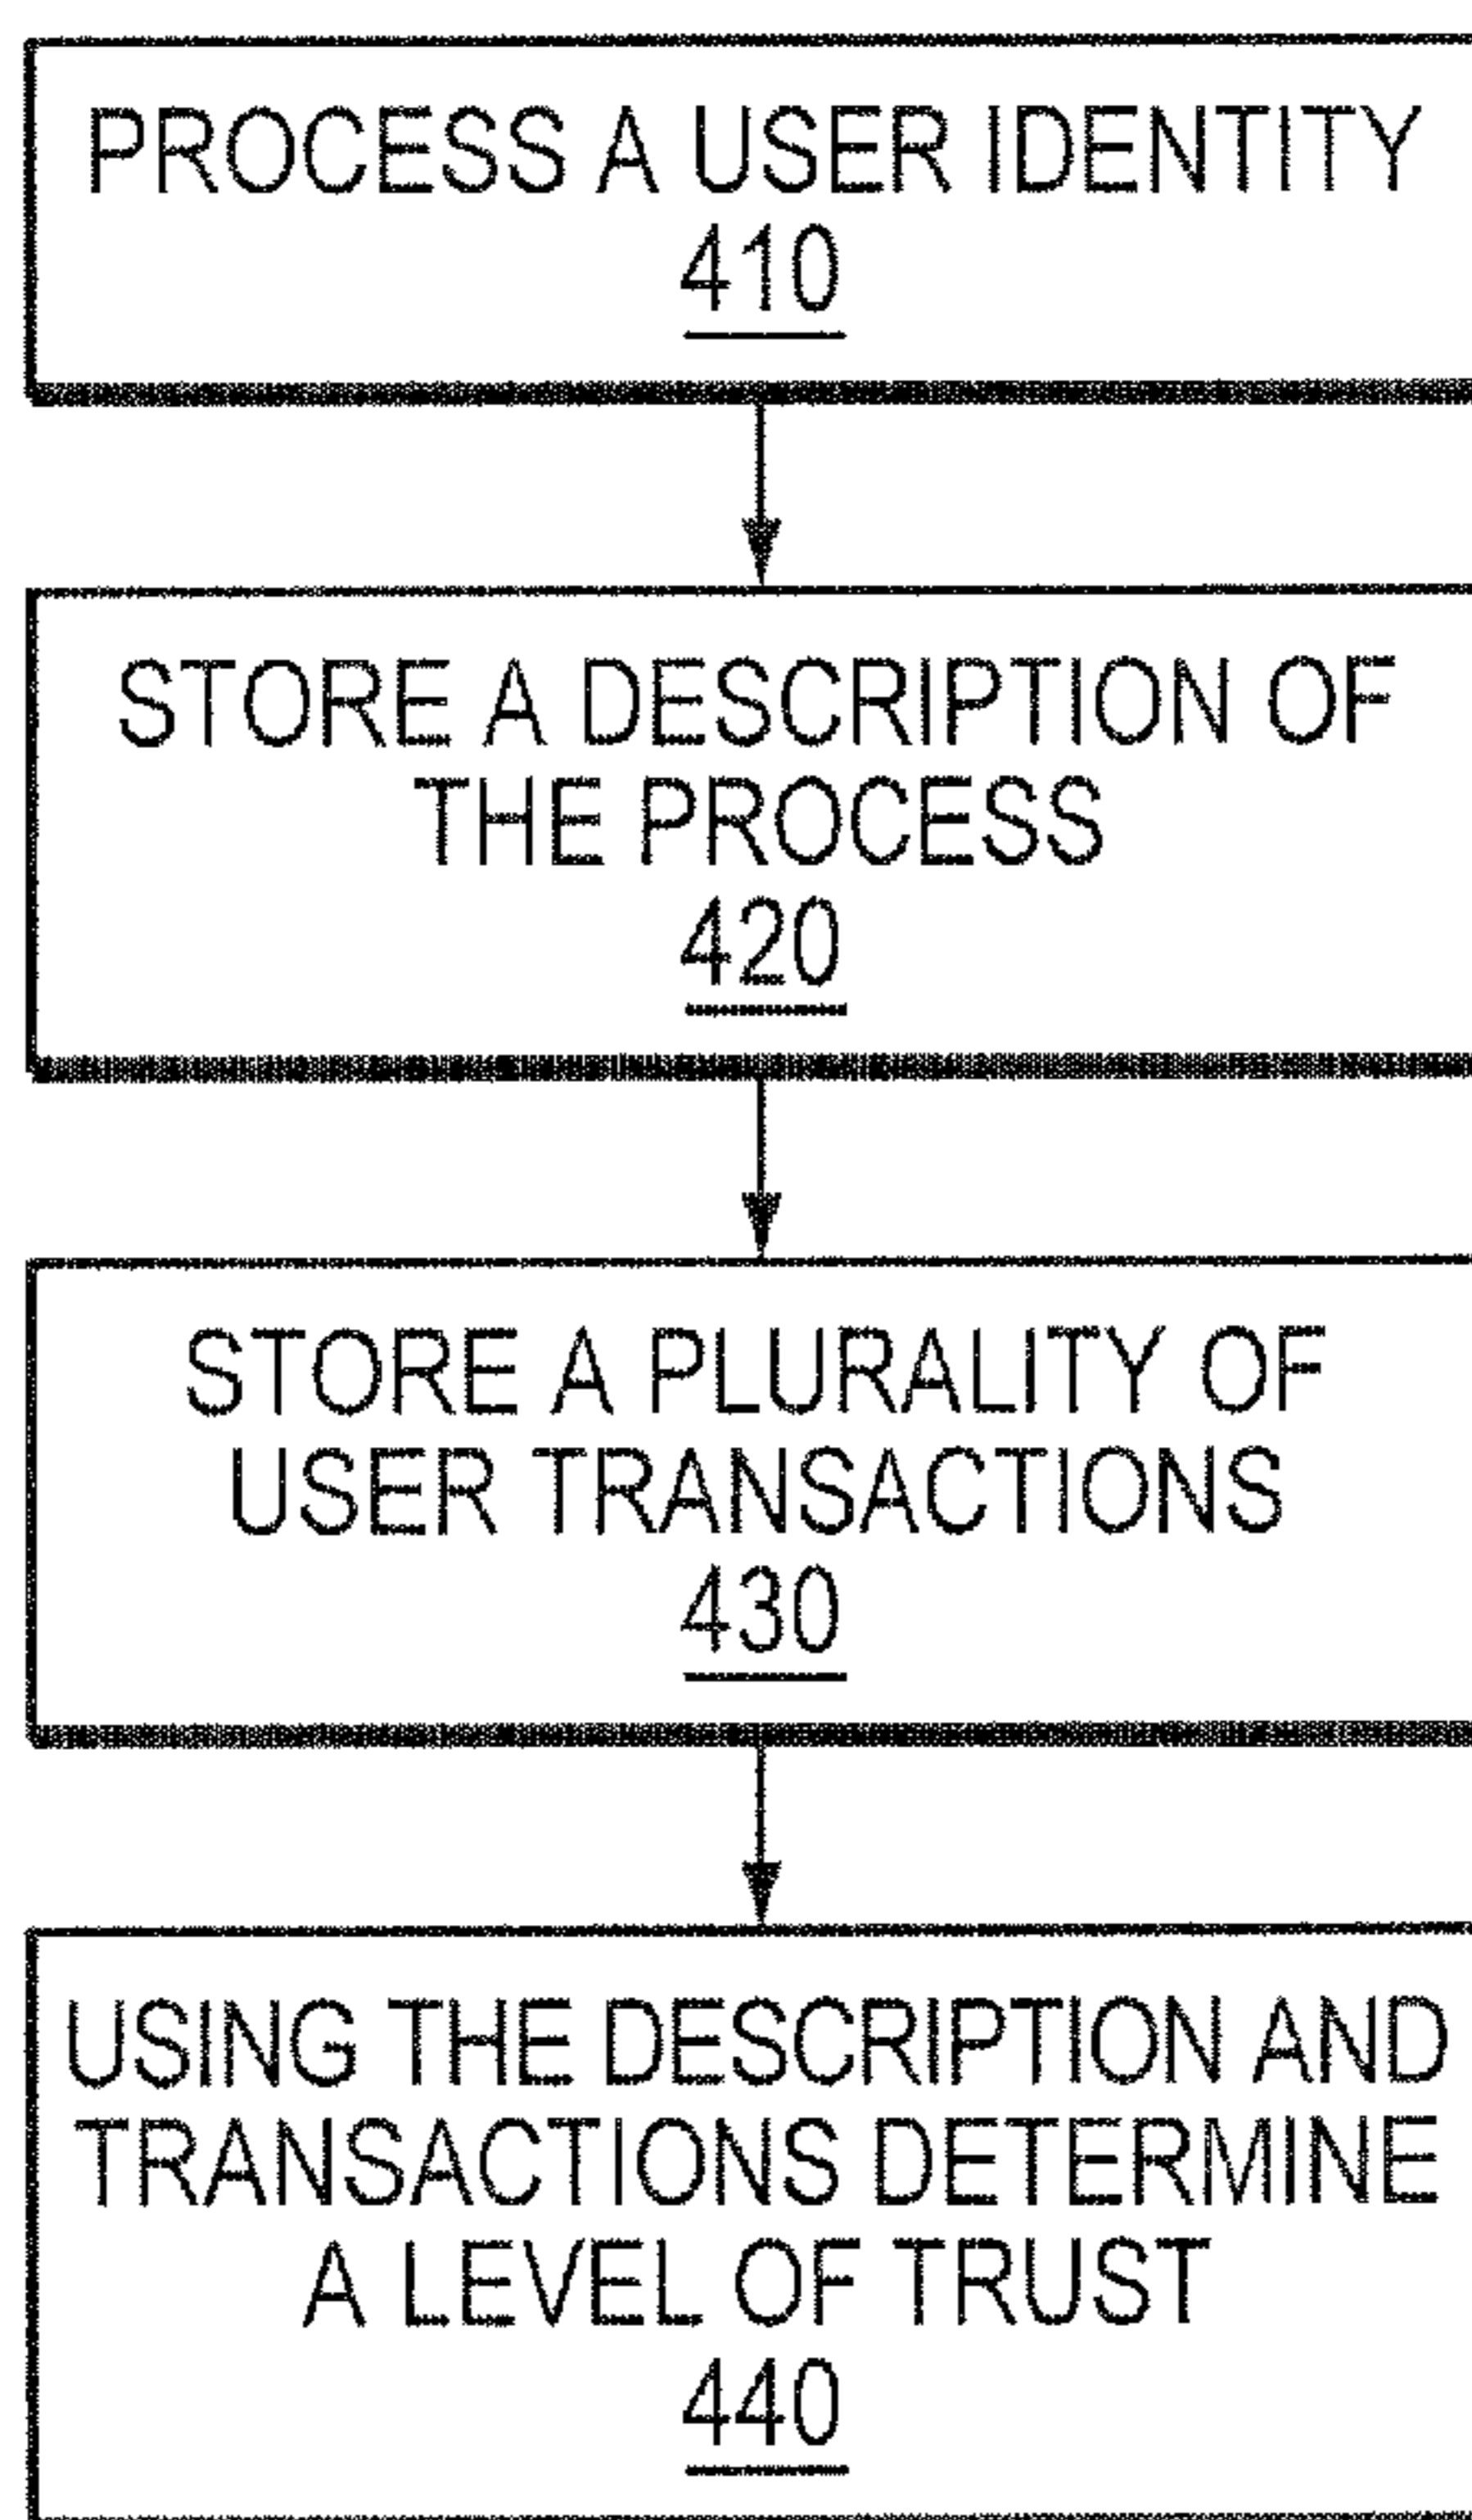 PROCESS A USER IDENTITY
410
STORE A DESCRIPTION OF
THE PROCESS
420
STORE A PLURALITY OF
USER TRANSACTIONS
430
USING THE DESCRIPTION AND
TRANSACTIONS DETERMINE
A LEVEL OF TRUST
440